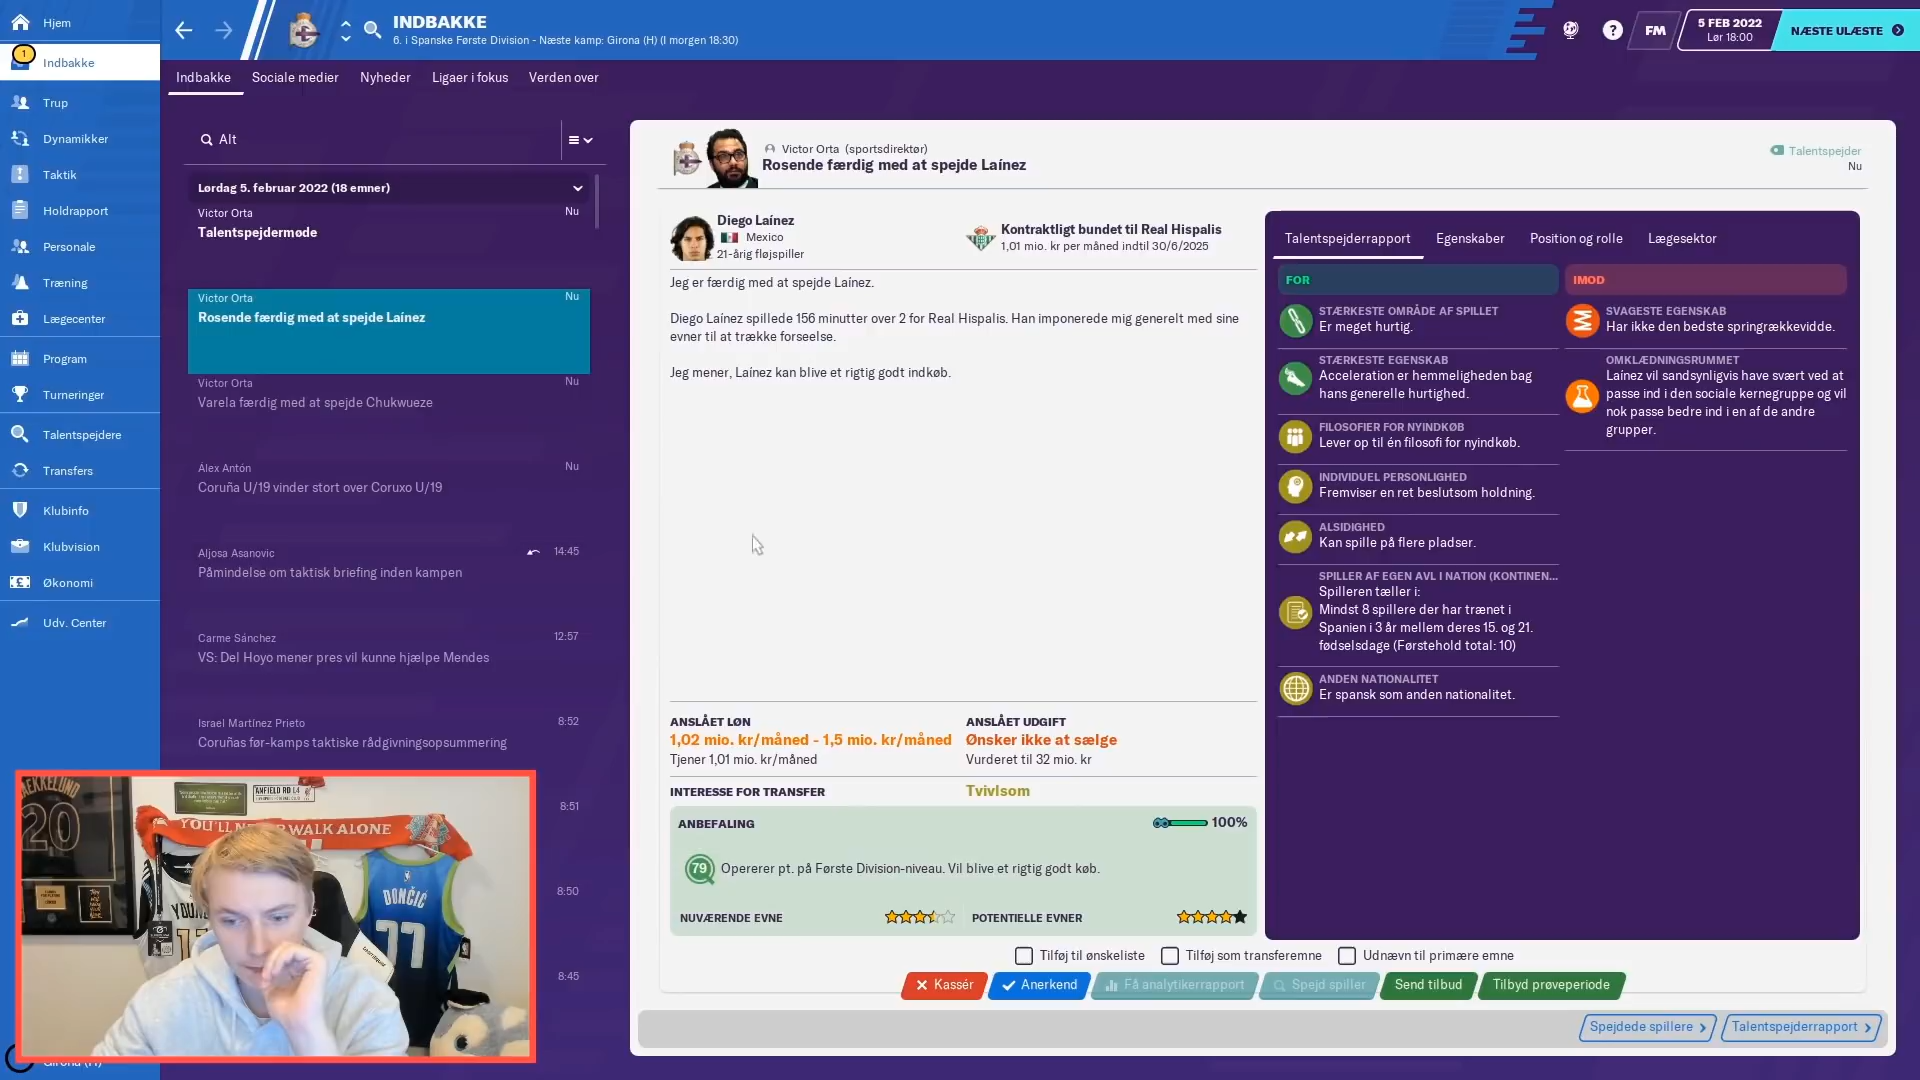 Hjem
1
Indbakke
Trup
Dynamikker
Taktik
Holdrapport
Personale
Træning
Lægecenter
Program
Turneringer
Talentspejdere
Transfers
Klubinfo
Klubvision
Økonomi
Udv. Center
INDBAKKE
6. i Spanske Første Division - Næste kamp: Girona (H) (I morgen 18:30)
?
FM
5 FEB 2022
Lør 18:00
NÆSTE ULÆSTE
Indbakke
Sociale medier
Nyheder
Ligaer i fokus
Verden over
Alt
Lørdag 5. februar 2022 (18 emner)
Victor Orta
Nu
Talentspejdermøde
Victor Orta
Nu
Rosende færdig med at spejde Laínez
Victor Orta
Nu
Varela færdig med at spejde Chukwueze
Alex Antón
Nu
Coruña U/19 vinder stort over Coruxo U/19
Aljosa Asanovic
14:45
Påmindelse om taktisk briefing inden kampen
Carme Sánchez
12:57
VS: Del Hoyo mener pres vil kunne hjælpe Mendes
Israel Martínez Prieto
8:52
Coruñas før-kamps taktiske rådgivningsopsummering
8:51
8:50
8:45
Victor Orta (sportsdirektør)
Rosende færdig med at spejde Laínez
Talentspejder
Nu
Diego Laínez
Mexico
21-årig fløjspiller
Kontraktligt bundet til Real Hispalis
1,01 mio. kr per måned indtil 30/6/2025
Jeg er færdig med at spejde Laínez.
Diego Laínez spillede 156 minutter over 2 for Real Hispalis. Han imponerede mig generelt med sine
evner til at trække forseelse.
Jeg mener, Laínez kan blive et rigtig godt indkøb.
ANSLÅET LØN
1,02 mio. kr/måned - 1,5 mio. kr/måned
Tjener 1,01 mio. kr/måned
ANSLÅET UDGIFT
Ønsker ikke at sælge
Vurderet til 32 mio. kr
INTERESSE FOR TRANSFER
Tvivlsom
ANBEFALING
100%
79
Opererer pt. på Første Division-niveau. Vil blive et rigtig godt køb.
NUVÆRENDE EVNE
POTENTIELLE EVNER
Talentspejderrapport
Egenskaber
Position og rolle
Lægesektor
FOR
STÆRKESTE OMRÅDE AF SPILLET
Er meget hurtig.
STÆRKESTE EGENSKAB
Acceleration er hemmeligheden bag
hans generelle hurtighed.
FILOSOFIER FOR NYINDKØB
Lever op til én filosofi for nyindkøb.
INDIVIDUEL PERSONLIGHED
Fremviser en ret beslutsom holdning.
ALSIDIGHED
Kan spille på flere pladser.
SPILLER AF EGEN AVL I NATION (KONTINEN...
Spilleren tæller i:
Mindst 8 spillere der har trænet i
Spanien i 3 år mellem deres 15. og 21.
fødselsdage (Førstehold total: 10)
ANDEN NATIONALITET
Er spansk som anden nationalitet.
IMOD
SVAGESTE EGENSKAB
Har ikke den bedste springrækkevidde.
OMKLÆDNINGSRUMMET
Laínez vil sandsynligvis have svært ved at
passe ind i den sociale kernegruppe og vil
nok passe bedre ind i en af de andre
grupper.
Tilføj til ønskeliste
Tilføj som transferemne
Udnævn til primære emne
Kassér
Anerkend
Få analytikerrapport
Spejd spiller
Send tilbud
Tilbyd prøveperiode
Spejdede spillere
Talentspejderrapport
20
ANFIELD RD L4
YOU'LL WALK ALONE
DONČIĆ
77